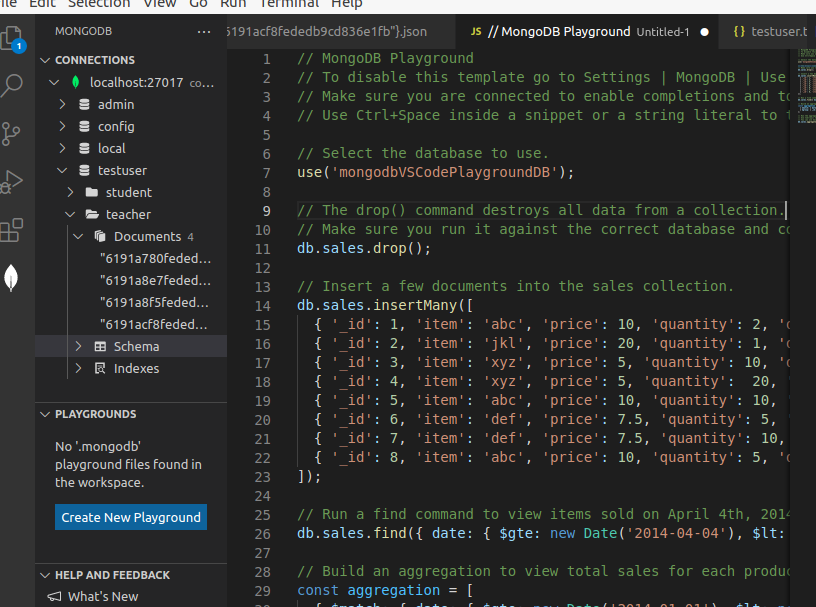 Edit Selection View Go Run Terminal Help
1
MONGODB
CONNECTIONS
localhost:27017 co...
admin
config
local
testuser
student
teacher
Documents 4
"6191a780feded...
"6191a8e7feded...
"6191a8f5feded...
"6191acf8feded...
Schema
Indexes
PLAYGROUNDS
No '.mongodb'
playground files found in
the workspace.
Create New Playground
HELP AND FEEDBACK
What's New
6191acf8fededb9cd836e1fb"}.json
JS // MongoDB Playground Untitled-1
{} testuser.t
1 // MongoDB Playground
2 // To disable this template go to Settings | MongoDB | Use
3 // Make sure you are connected to enable completions and to
4 // Use Ctrl+Space inside a snippet or a string literal to
5
6 // Select the database to use.
7 use('mongodbVSCodePlaygroundDB');
8
9 // The drop() command destroys all data from a collection.
10 // Make sure you run it against the correct database and co
11 db.sales.drop();
12
13 // Insert a few documents into the sales collection.
14 db.sales.insertMany([
15 { '_id': 1, 'item': 'abc', 'price': 10, 'quantity': 2, 'd
16 { '_id': 2, 'item': 'jkl', 'price': 20, 'quantity': 1, 'd
17 { '_id': 3, 'item': 'xyz', 'price': 5, 'quantity': 10, '
18 { '_id': 4, 'item': 'xyz', 'price': 5, 'quantity': 20, '
19 { '_id': 5, 'item': 'abc', 'price': 10, 'quantity': 10, '
20 { '_id': 6, 'item': 'def', 'price': 7.5, 'quantity': 5, '
21 { '_id': 7, 'item': 'def', 'price': 7.5, 'quantity': 10,
22 { '_id': 8, 'item': 'abc', 'price': 10, 'quantity': 5, 'd
23 ]);
24
25 // Run a find command to view items sold on April 4th, 2014
26 db.sales.find({ date: { $gte: new Date('2014-04-04'), $lt:
27
28 // Build an aggregation to view total sales for each produc
29 const aggregation = [
{ $match: { date: { $gte: new Date('2014-01-01'), $lt: